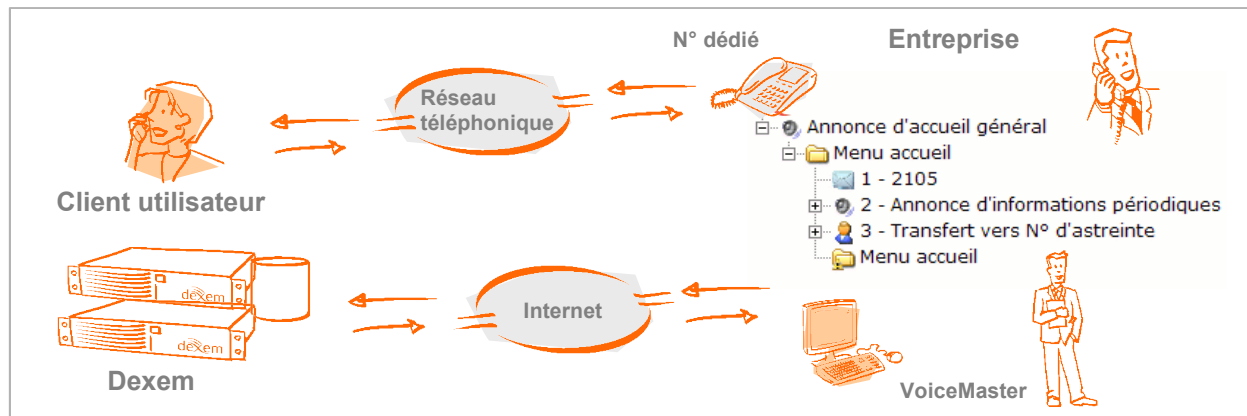 N° dédié
Entreprise
Réseau
téléphonique
Annonce d'accueil général
Menu accueil
1 - 2105
2 - Annonce d'informations périodiques
3 - Transfert vers N° d'astreinte
Menu accueil
Client utilisateur
dexem
dexem
Internet
Dexem
VoiceMaster